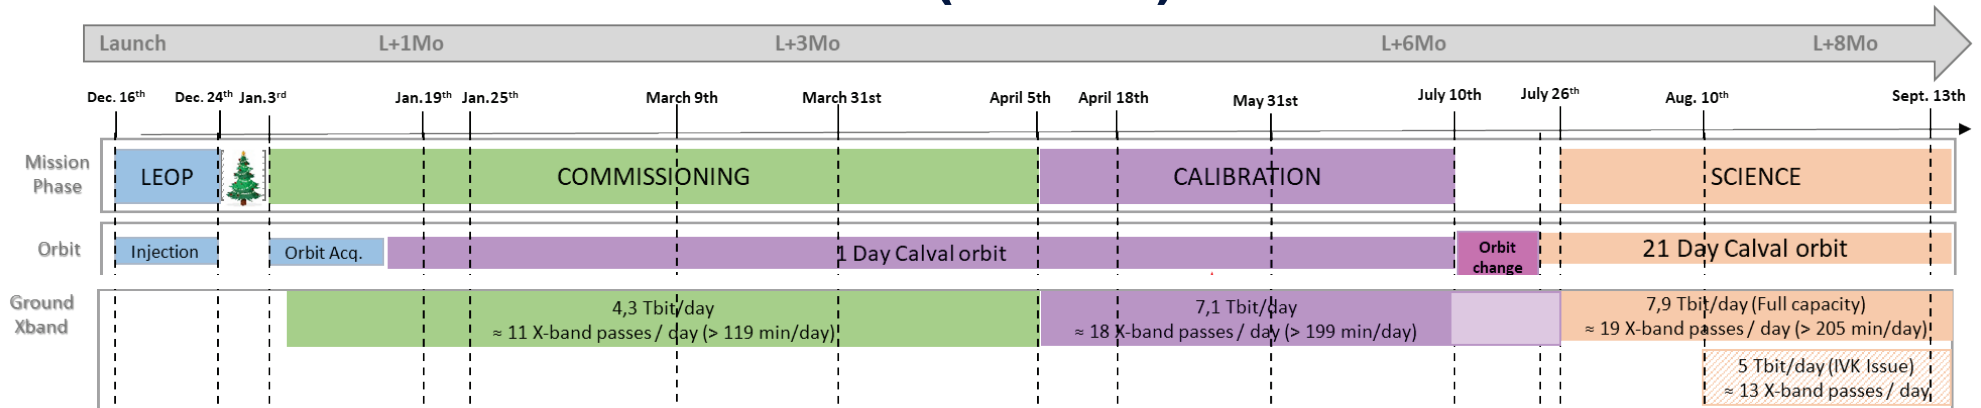 Launch L+1Mo L+3Mo L+6Mo L+8Mo
Dec. 16th Dec. 24th Jan.3rd Jan.19th Jan.25th March 9th March 31st April 5th April 18th May 31st July 10th July 26th Aug. 10th Sept. 13th
Mission
Phase
LEOP COMMISSIONING CALIBRATION SCIENCE
Orbit
Injection Orbit Acq. 1 Day Calval orbit
Orbit
change
21 Day Calval orbit
Ground
Xband
4,3 Tbit/day
≈ 11 X-band passes / day (> 119 min/day)
7,1 Tbit/day
≈ 18 X-band passes / day (> 199 min/day)
7,9 Tbit/day (Full capacity)
≈ 19 X-band passes / day (> 205 min/day)
5 Tbit/day (IVK Issue)
≈ 13 X-band passes / day